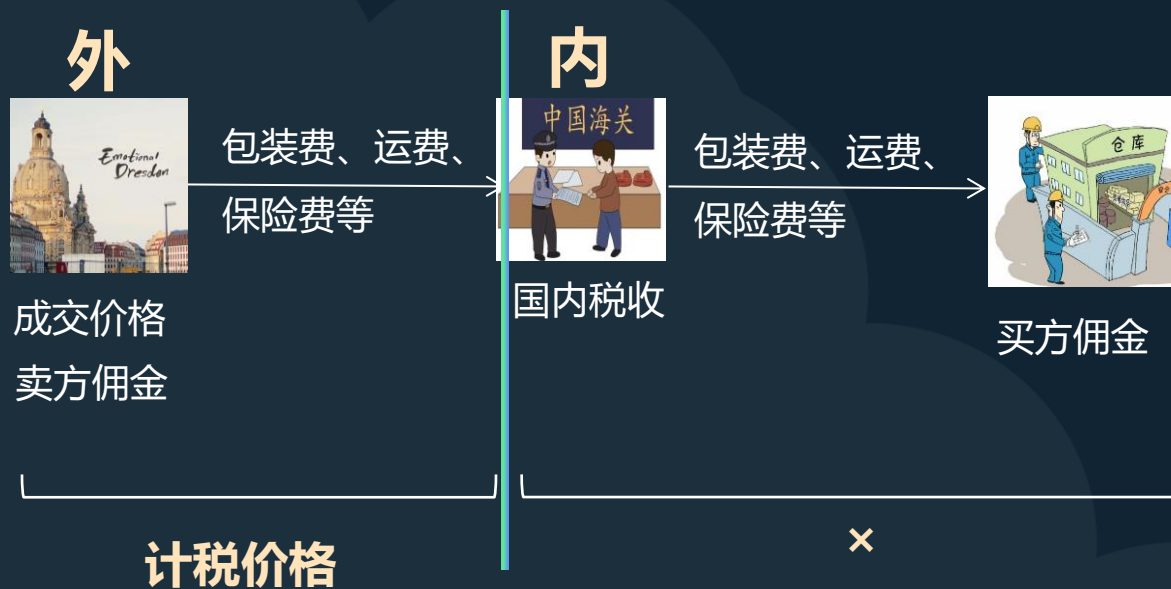 外
内
Emotional
Dresden
中国海关
仓库
包装费、运费、
保险费等
包装费、运费、
保险费等
成交价格
卖方佣金
国内税收
买方佣金
计税价格
×